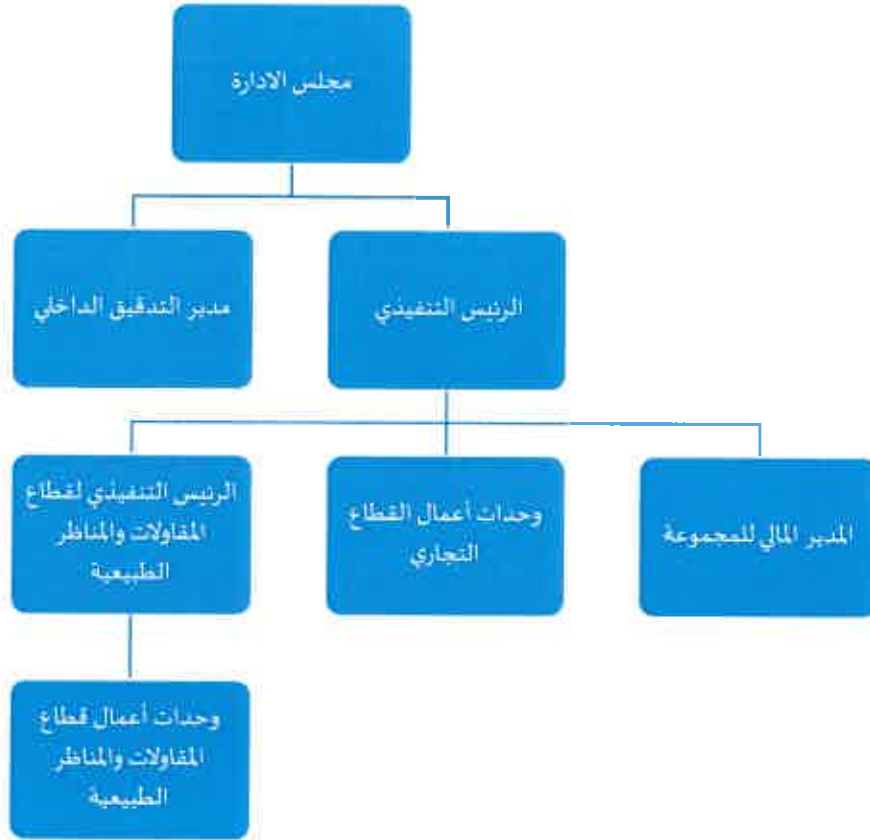 مجلس الادارة
الرئيس التنفيذي
مدير التدقيق الداخلي
المدير المالي للمجموعة
وحدات أعمال القطاع
التجاري
الرئيس التنفيذي لقطاع
المقاولات والمناظر
الطبيعية
وحدات أعمال قطاع
المقاولات والمناظر
الطبيعية